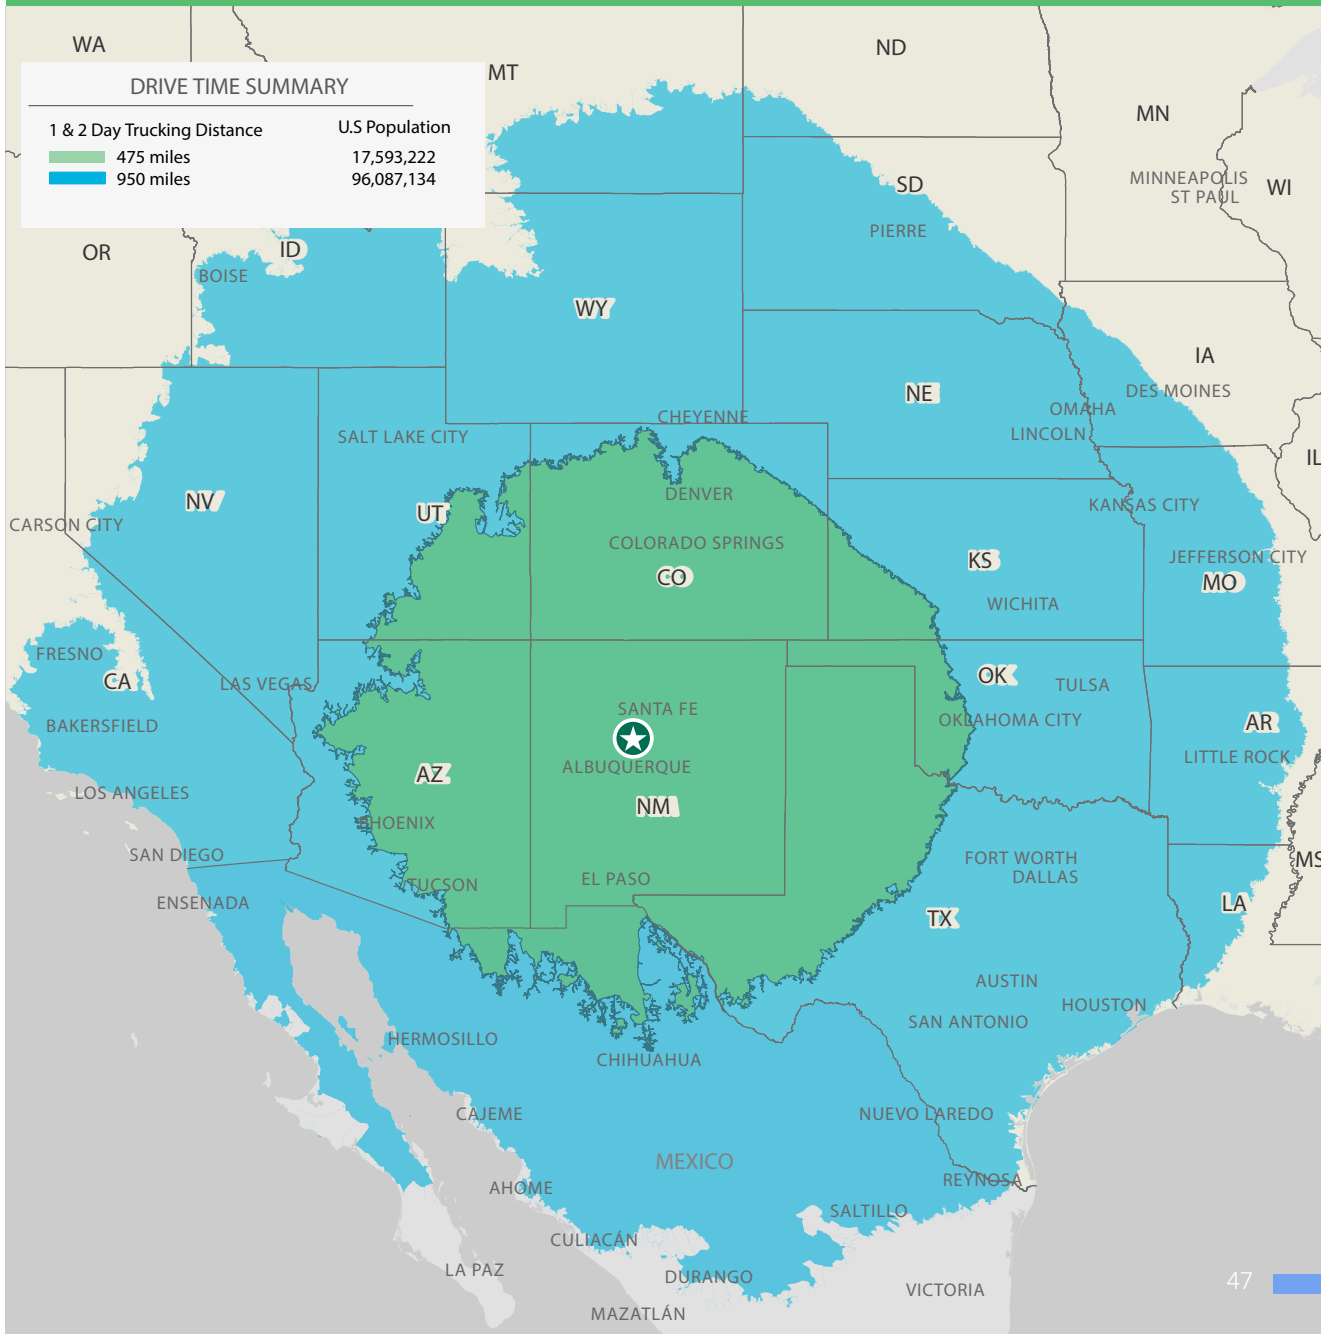 WA
MT
ND
MN
DRIVE TIME SUMMARY
1 & 2 Day Trucking Distance
U.S Population
475 miles
17,593,222
950 miles
96,087,134
SD
MINNEAPOLIS
ST PAUL
WI
PIERRE
OR
ID
BOISE
WY
IA
NE
DES MOINES
OMAHA
CHEYENNE
LINCOLN
SALT LAKE CITY
IL
DENVER
NV
UT
KANSAS CITY
CARSON CITY
COLORADO SPRINGS
JEFFERSON CITY
KS
CO
MO
WICHITA
FRESNO
CA
LAS VEGAS
OK
TULSA
SANTA FE
BAKERSFIELD
OKLAHOMA CITY
AR
LITTLE ROCK
ALBUQUERQUE
AZ
LOS ANGELES
NM
PHOENIX
SAN DIEGO
FORT WORTH
DALLAS
MS
TUCSON
EL PASO
ENSENADA
LA
TX
AUSTIN
HOUSTON
SAN ANTONIO
HERMOSILLO
CHIHUAHUA
CAJEME
NUEVO LAREDO
MEXICO
REYNOSA
AHOME
SALTILLO
CULIACÁN
LA PAZ
DURANGO
VICTORIA
47
MAZATLÁN